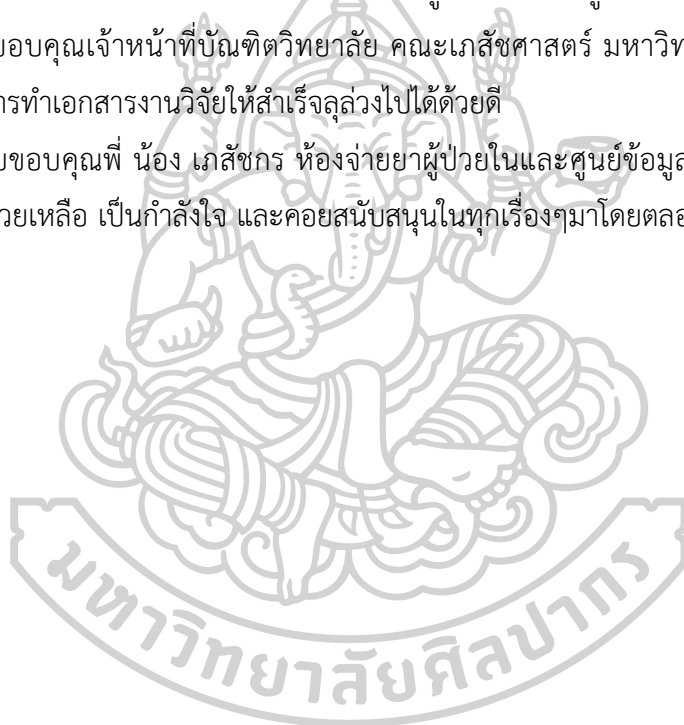 ขอบคุณเจ้าหน้าที่บัณฑิตวิทยาลัย คณะเภสัชศาสตร์ มหาวิท
ารทำเอกสารงานวิจัยให้สำเร็จลุล่วงไปได้ด้วยดี
ขอบคุณพี่ น้อง เภสัชกร ห้องจ่ายยาผู้ป่วยในและศูนย์ข้อมูล
วยเหลือ เป็นกำลังใจ และคอยสนับสนุนในทุกเรื่องๆมาโดยตลอ
มหาวิทยาลัยศิลปากร